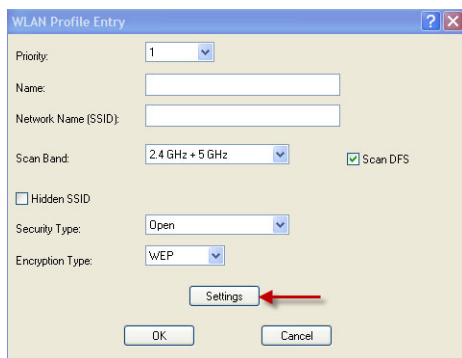 WLAN Profile Entry
Priority: 1
Name:
Network Name (SSID):
Scan Band: 2.4 GHz + 5 GHz Scan DFS
Hidden SSID
Security Type: Open
Encryption Type: WEP
Settings
OK Cancel